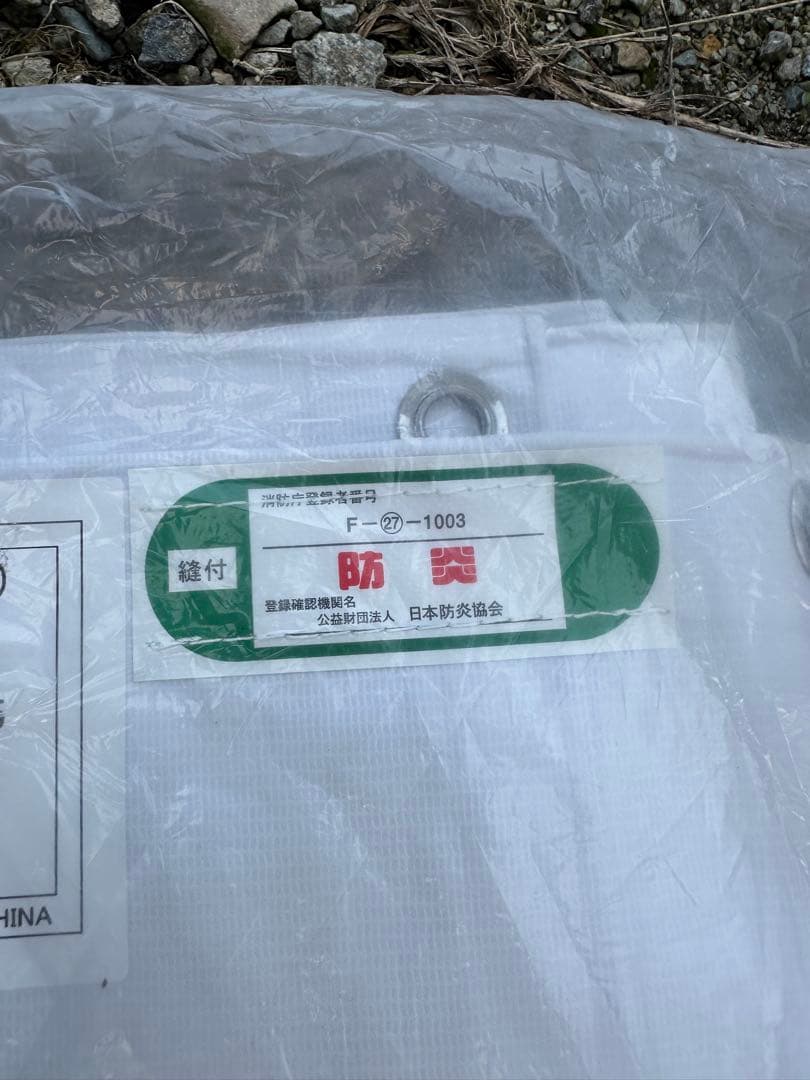 消防庁登録者番号
F-㉗-1003
縫付
防炎
登録確認機関名
公益財団法人 日本防炎協会
HINA